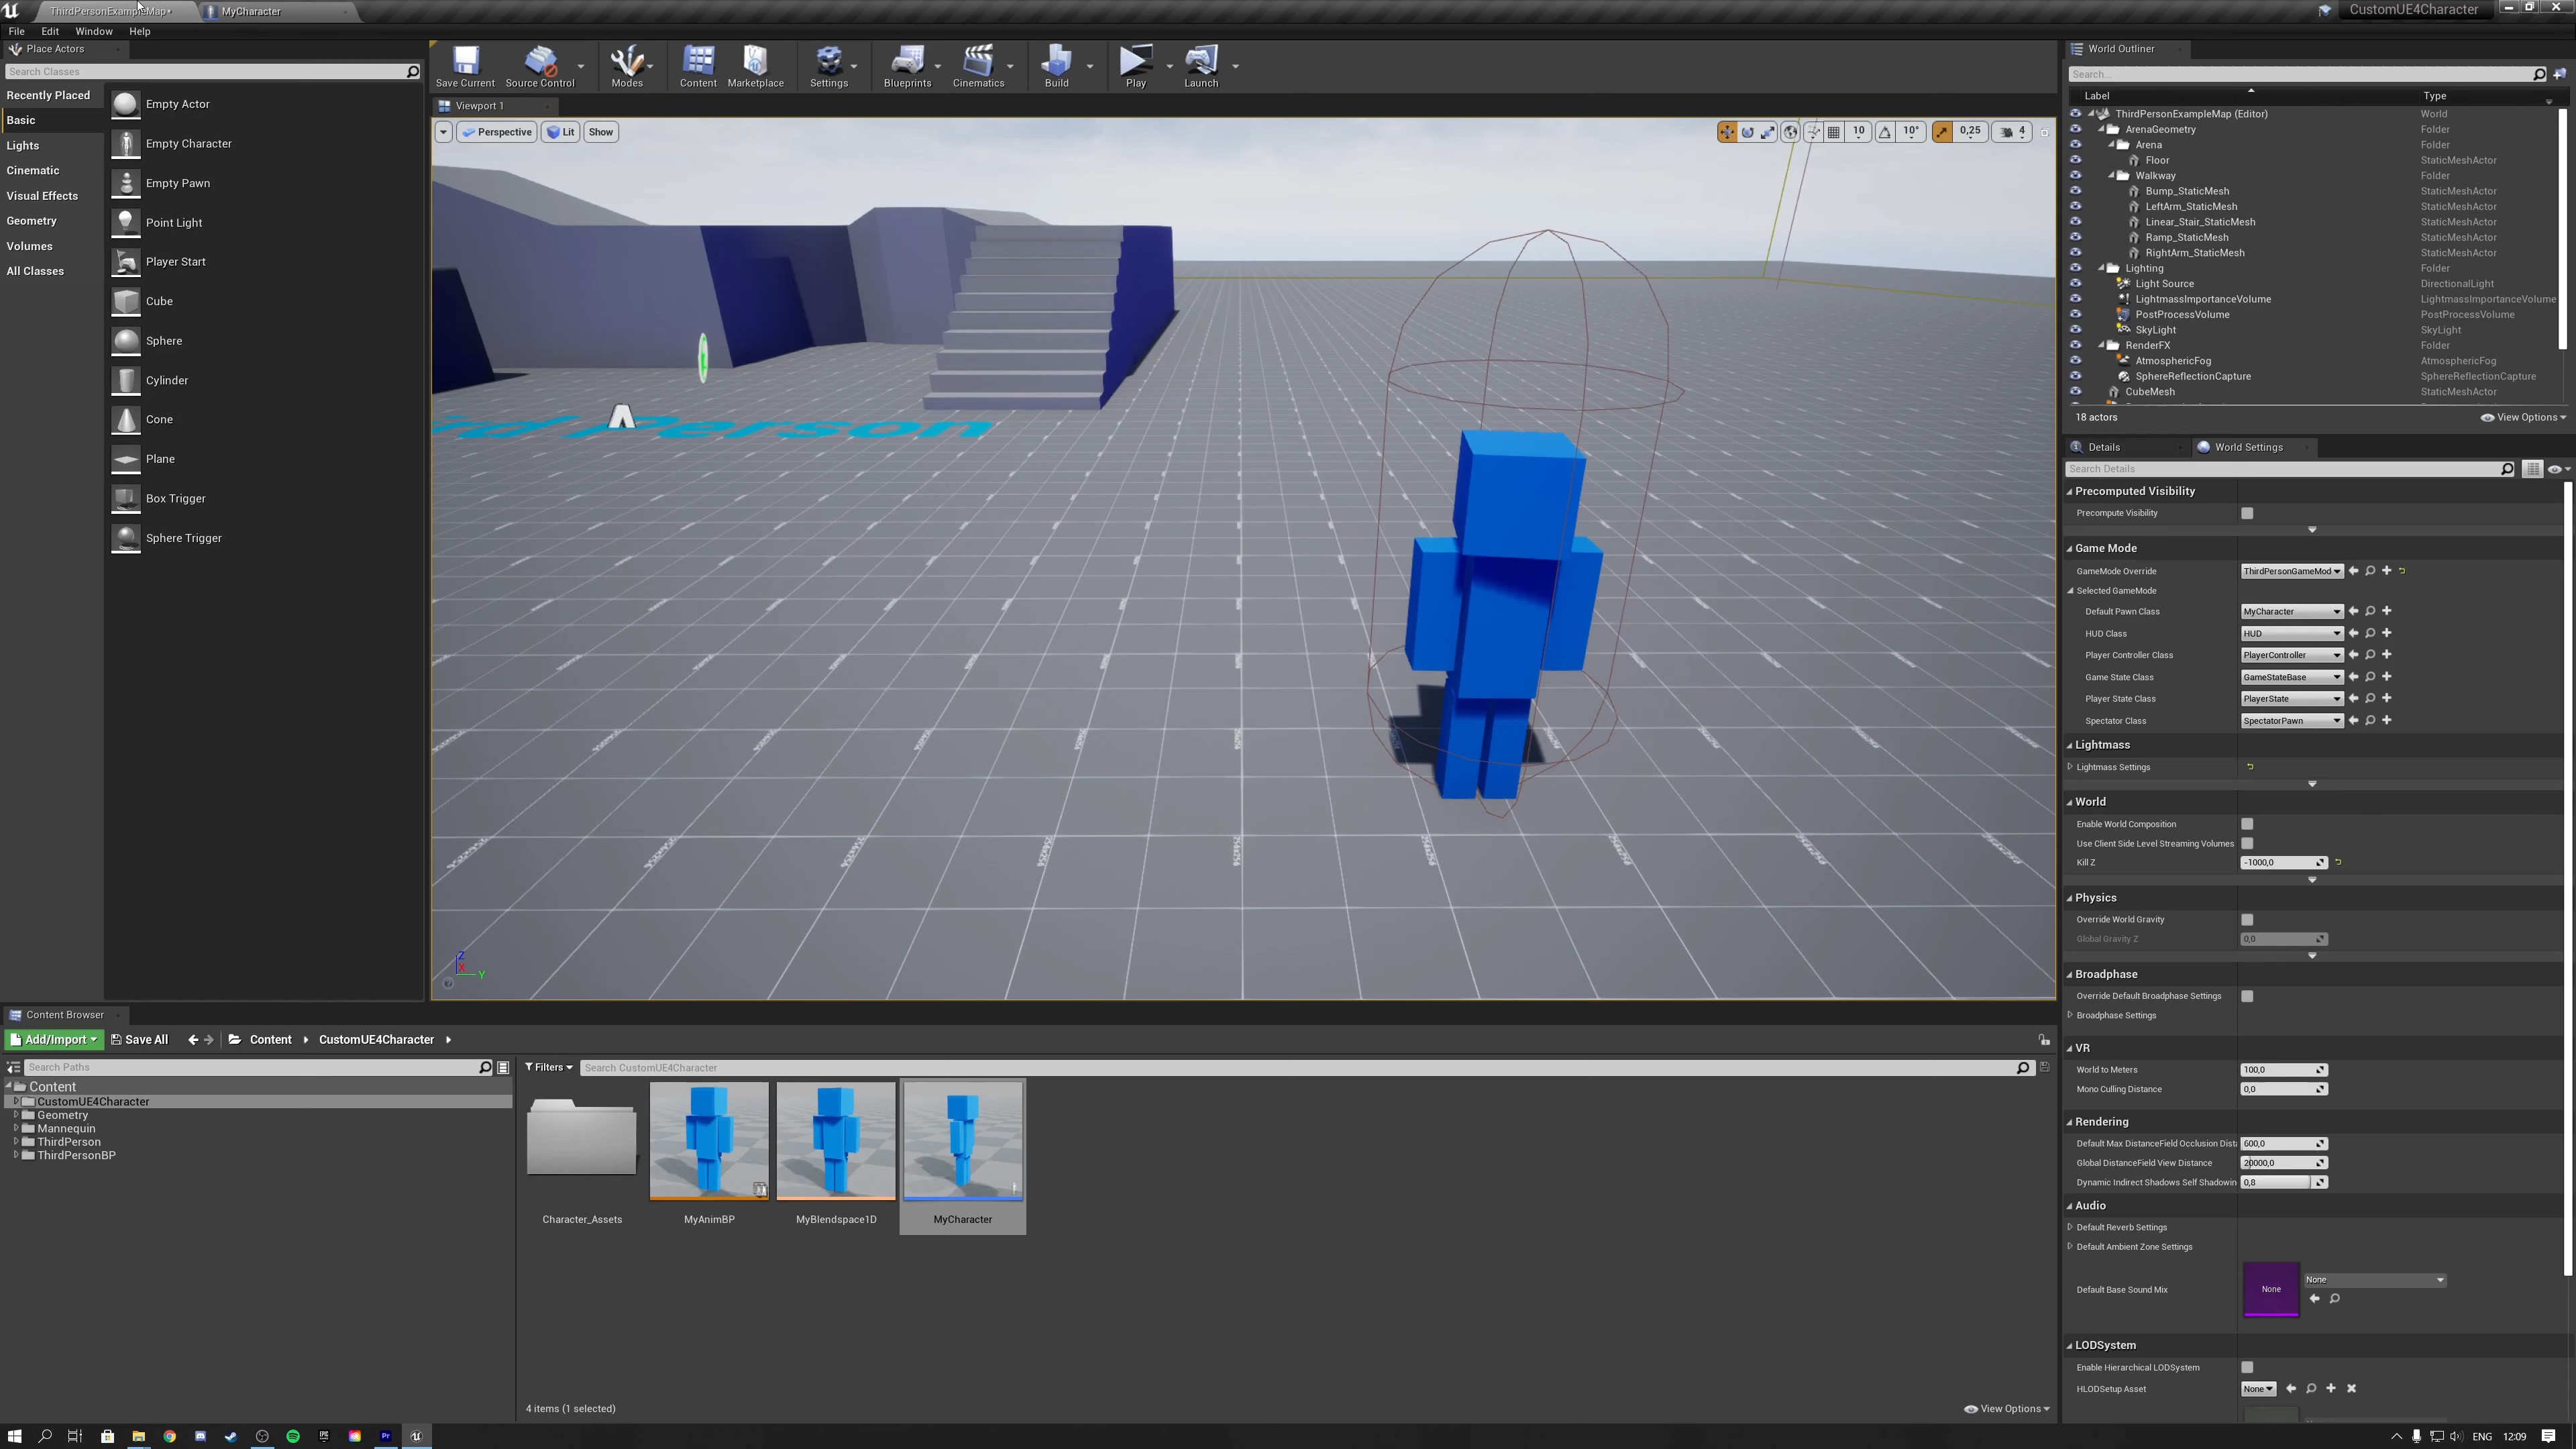 ThirdPersonExampleMap*
MyCharacter
CustomUE4Character
File Edit Window Help
Place Actors
Search Classes
Recently Placed
Basic
Lights
Cinematic
Visual Effects
Geometry
Volumes
All Classes
Empty Actor
Empty Character
Empty Pawn
Point Light
Player Start
Cube
Sphere
Cylinder
Cone
Plane
Box Trigger
Sphere Trigger
Save Current Source Control Modes Content Marketplace Settings Blueprints Cinematics Build Play Launch
Viewport 1
Perspective Lit Show
10 10° 0,25 4
Person
Z
X
Y
World Outliner
Search...
Label Type
ThirdPersonExampleMap (Editor) World
ArenaGeometry Folder
Arena Folder
Floor StaticMeshActor
Walkway Folder
Bump_StaticMesh StaticMeshActor
LeftArm_StaticMesh StaticMeshActor
Linear_Stair_StaticMesh StaticMeshActor
Ramp_StaticMesh StaticMeshActor
RightArm_StaticMesh StaticMeshActor
Lighting Folder
Light Source DirectionalLight
LightmassImportanceVolume LightmassImportanceVolume
PostProcessVolume PostProcessVolume
SkyLight SkyLight
RenderFX Folder
AtmosphericFog AtmosphericFog
SphereReflectionCapture SphereReflectionCapture
CubeMesh StaticMeshActor
18 actors View Options
Details World Settings
Search Details
Precomputed Visibility
Precompute Visibility
Game Mode
GameMode Override ThirdPersonGameMod
Selected GameMode
Default Pawn Class MyCharacter
HUD Class HUD
Player Controller Class PlayerController
Game State Class GameStateBase
Player State Class PlayerState
Spectator Class SpectatorPawn
Lightmass
Lightmass Settings
World
Enable World Composition
Use Client Side Level Streaming Volumes
Kill Z -1000,0
Physics
Override World Gravity
Global Gravity Z 0,0
Broadphase
Override Default Broadphase Settings
Broadphase Settings
VR
World to Meters 100,0
Mono Culling Distance 0,0
Rendering
Default Max DistanceField Occlusion Dista 600,0
Global DistanceField View Distance 20000,0
Dynamic Indirect Shadows Self Shadowin 0,8
Audio
Default Reverb Settings
Default Ambient Zone Settings
Default Base Sound Mix None None
LODSystem
Enable Hierarchical LODSystem
HLODSetup Asset None
Content Browser
Add/Import Save All Content CustomUE4Character
Search Paths
Filters Search CustomUE4Character
Content
CustomUE4Character
Geometry
Mannequin
ThirdPerson
ThirdPersonBP
Character_Assets MyAnimBP MyBlendspace1D MyCharacter
4 items (1 selected) View Options
Pr
ENG 12:09